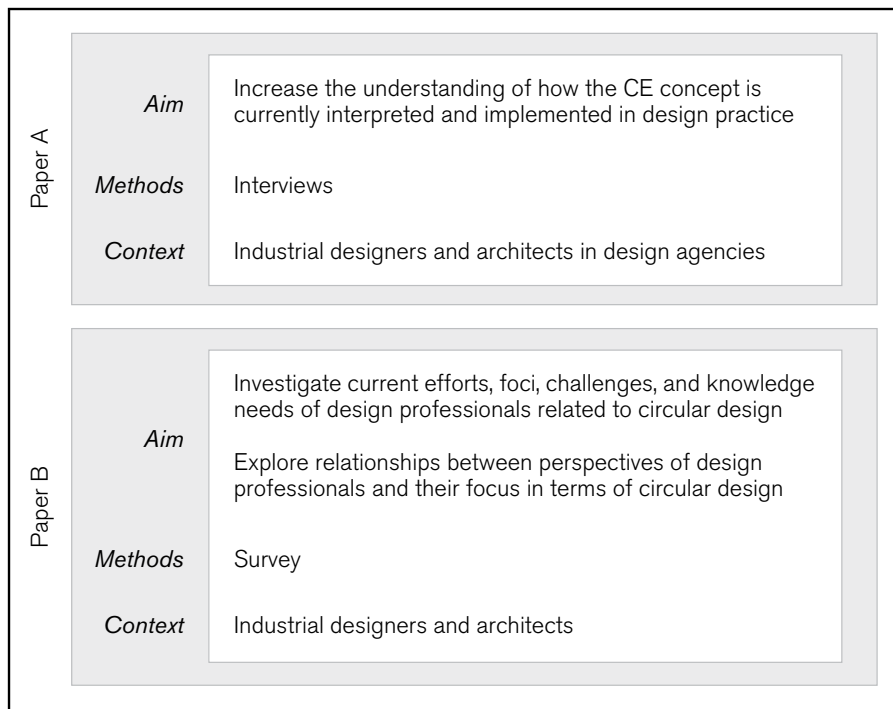 Paper A
Aim
Increase the understanding of how the CE concept is
currently interpreted and implemented in design practice
Methods
Interviews
Context
Industrial designers and architects in design agencies
Paper B
Aim
Investigate current efforts, foci, challenges, and knowledge
needs of design professionals related to circular design
Explore relationships between perspectives of design
professionals and their focus in terms of circular design
Methods
Survey
Context
Industrial designers and architects